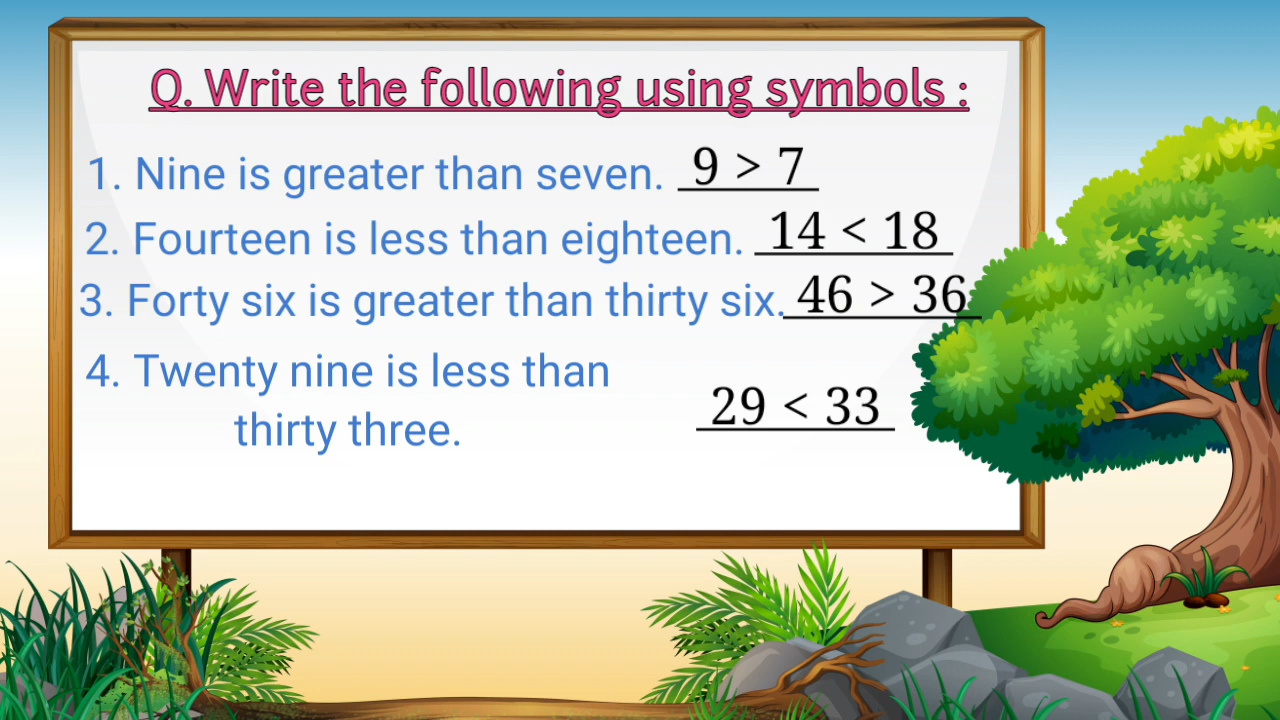 Q. Write the following using symbols :
1. Nine is greater than seven. 9 > 7
2. Fourteen is less than eighteen. 14 < 18
3. Forty six is greater than thirty six. 46 > 36
4. Twenty nine is less than
thirty three. 29 < 33